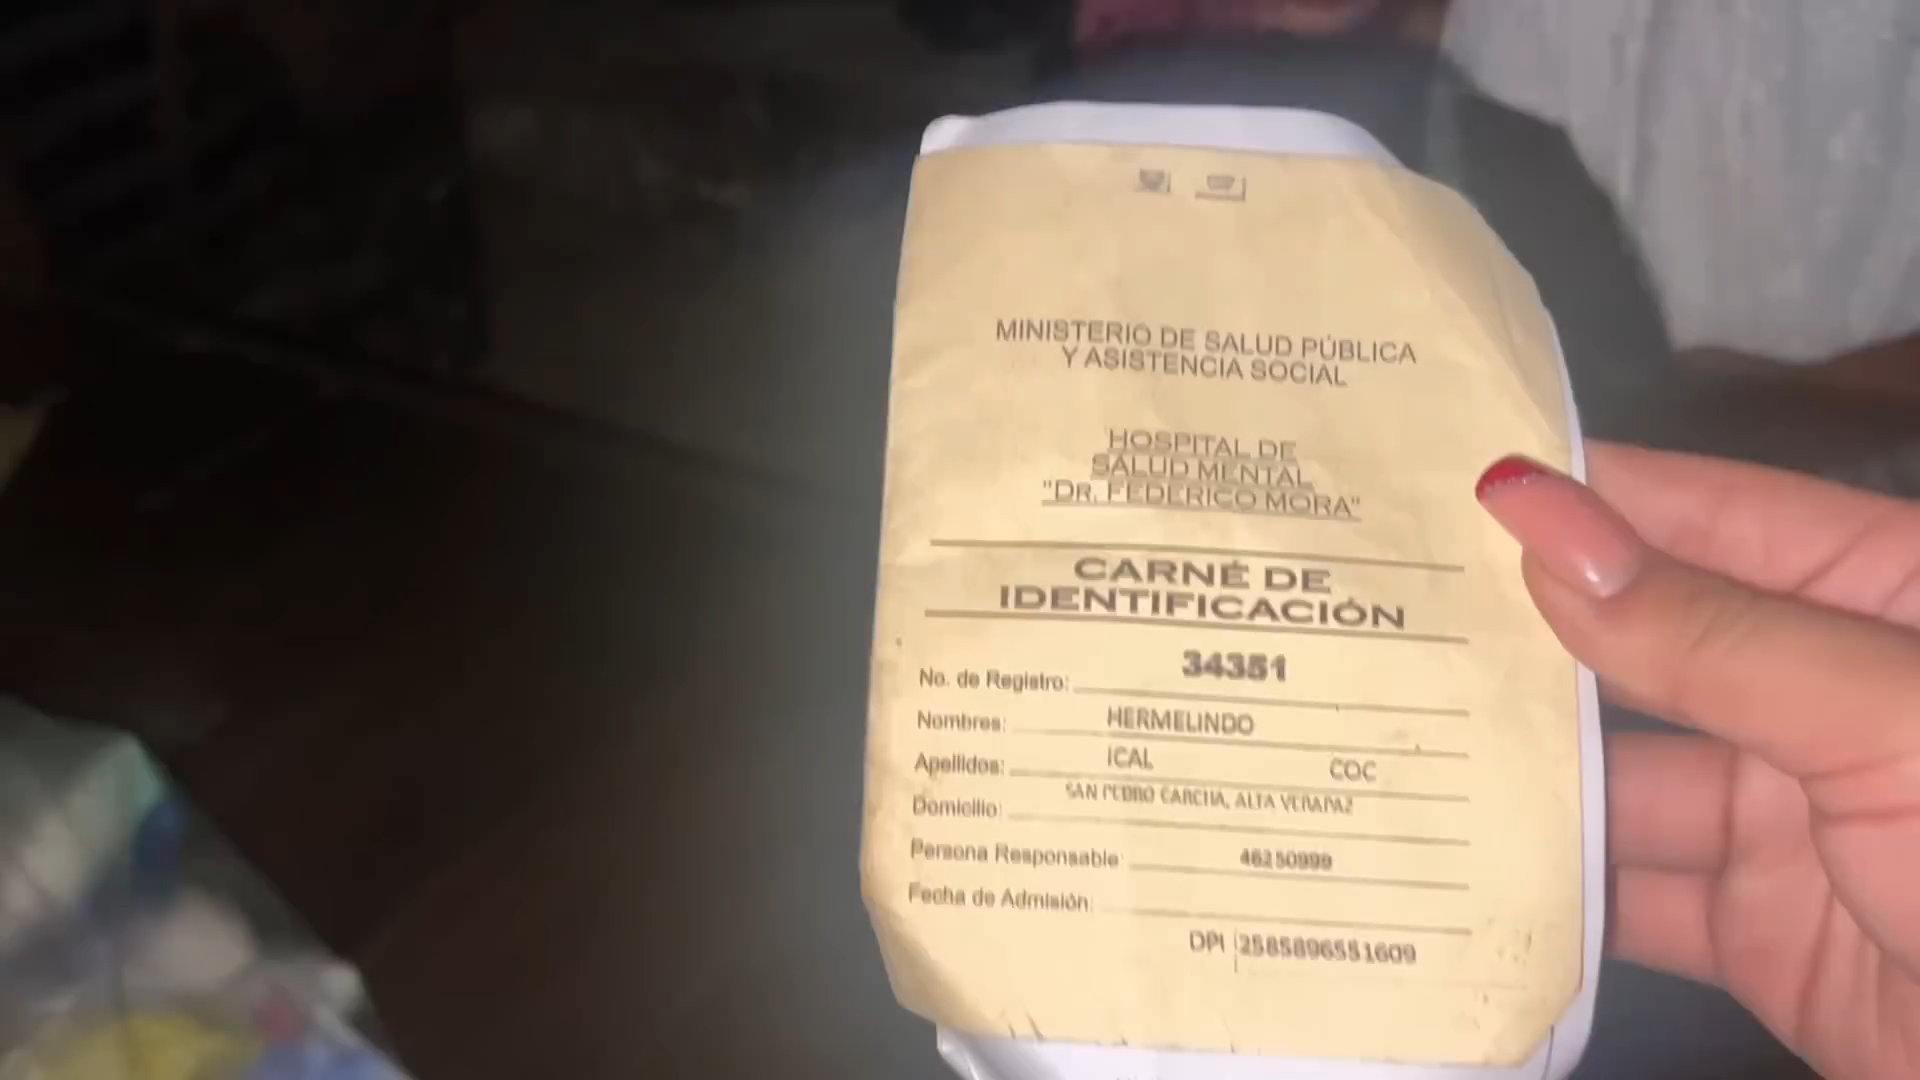 MINISTERIO DE SALUD PÚBLICA
Y ASISTENCIA SOCIAL
HOSPITAL DE
SALUD MENTAL
"DR. FEDERICO MORA"
CARNÉ DE
IDENTIFICACIÓN
No. de Registro: 34351
Nombres: HERMELINDO
Apellidos: ICAL COC
Domicilio: SAN PEDRO CARCHA, ALTA VERAPAZ
Persona Responsable: 46250999
Fecha de Admisión:
DPI 2585896551609